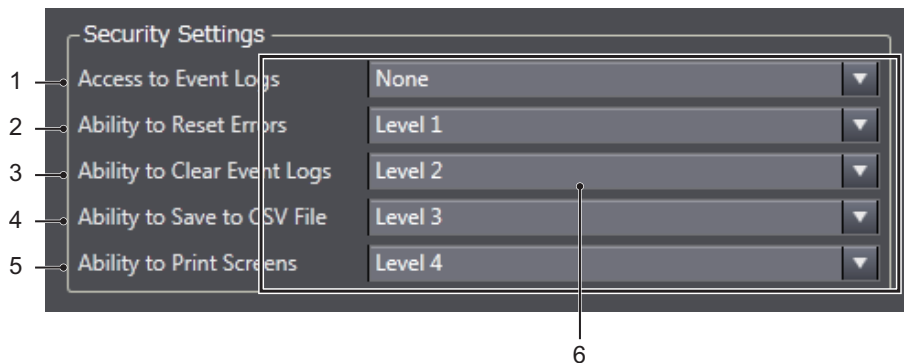 Security Settings
1 Access to Event Logs None
2 Ability to Reset Errors Level 1
3 Ability to Clear Event Logs Level 2
4 Ability to Save to CSV File Level 3
5 Ability to Print Screens Level 4
6